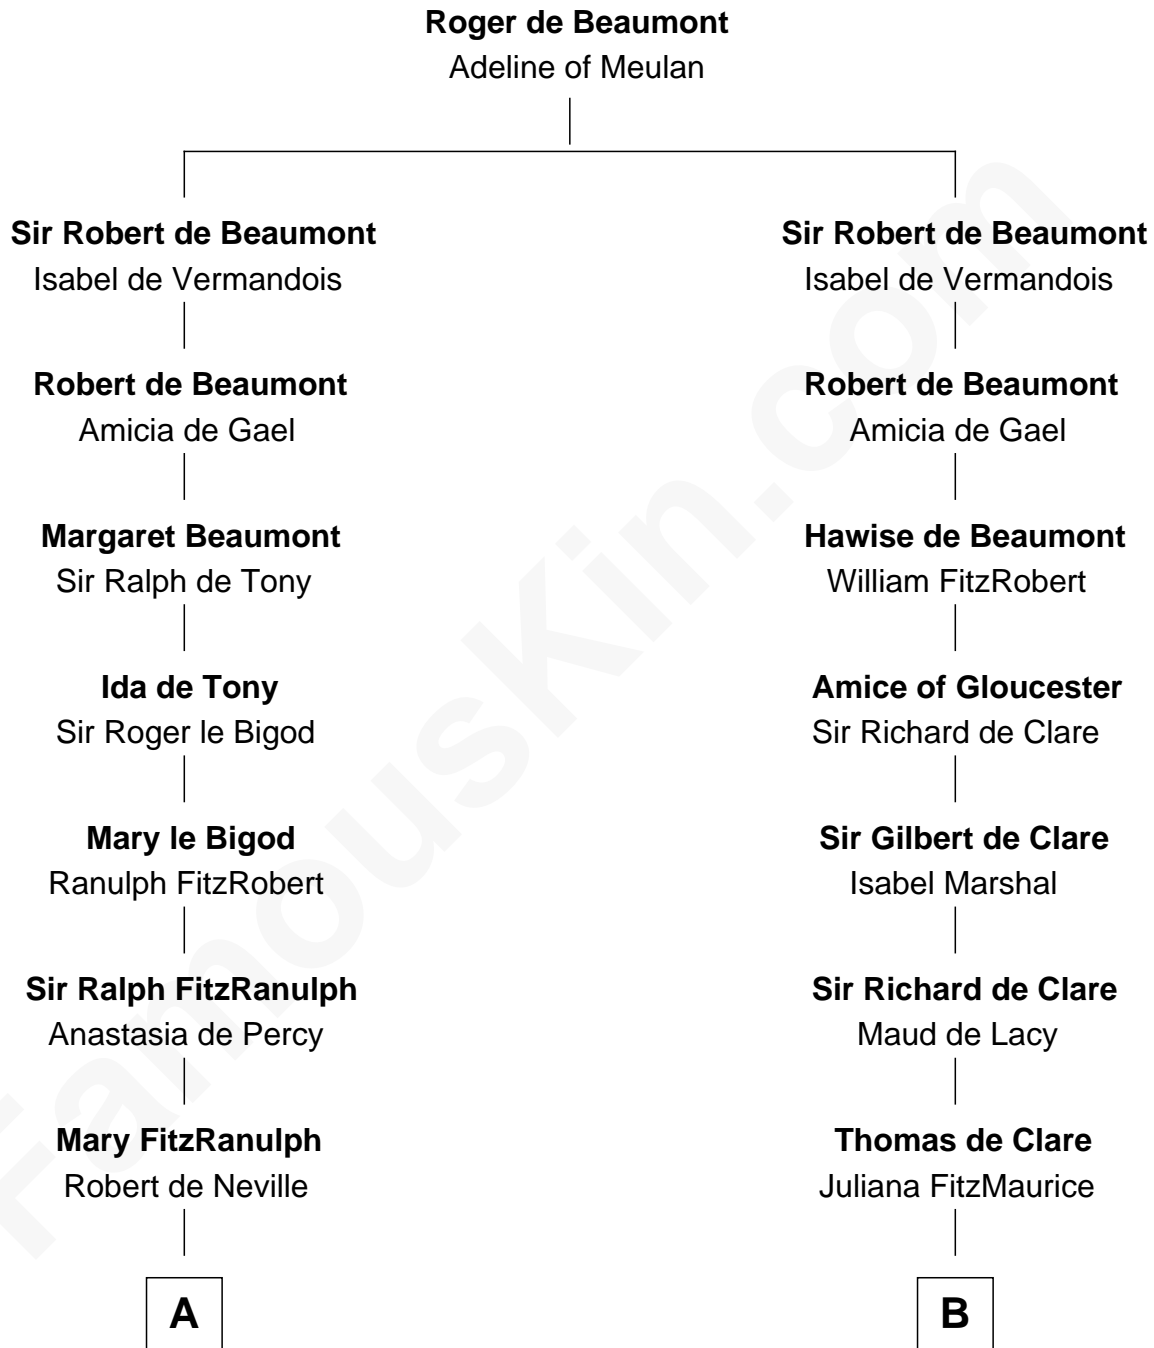 Roger de Beaumont
Adeline of Meulan
Sir Robert de Beaumont
Isabel de Vermandois
Robert de Beaumont
Amicia de Gael
Margaret Beaumont
Sir Ralph de Tony
Ida de Tony
Sir Roger le Bigod
Mary le Bigod
Ranulph FitzRobert
Sir Ralph FitzRanulph
Anastasia de Percy
Mary FitzRanulph
Robert de Neville
A
Sir Robert de Beaumont
Isabel de Vermandois
Robert de Beaumont
Amicia de Gael
Hawise de Beaumont
William FitzRobert
Amice of Gloucester
Sir Richard de Clare
Sir Gilbert de Clare
Isabel Marshal
Sir Richard de Clare
Maud de Lacy
Thomas de Clare
Juliana FitzMaurice
B
FamousKin.com